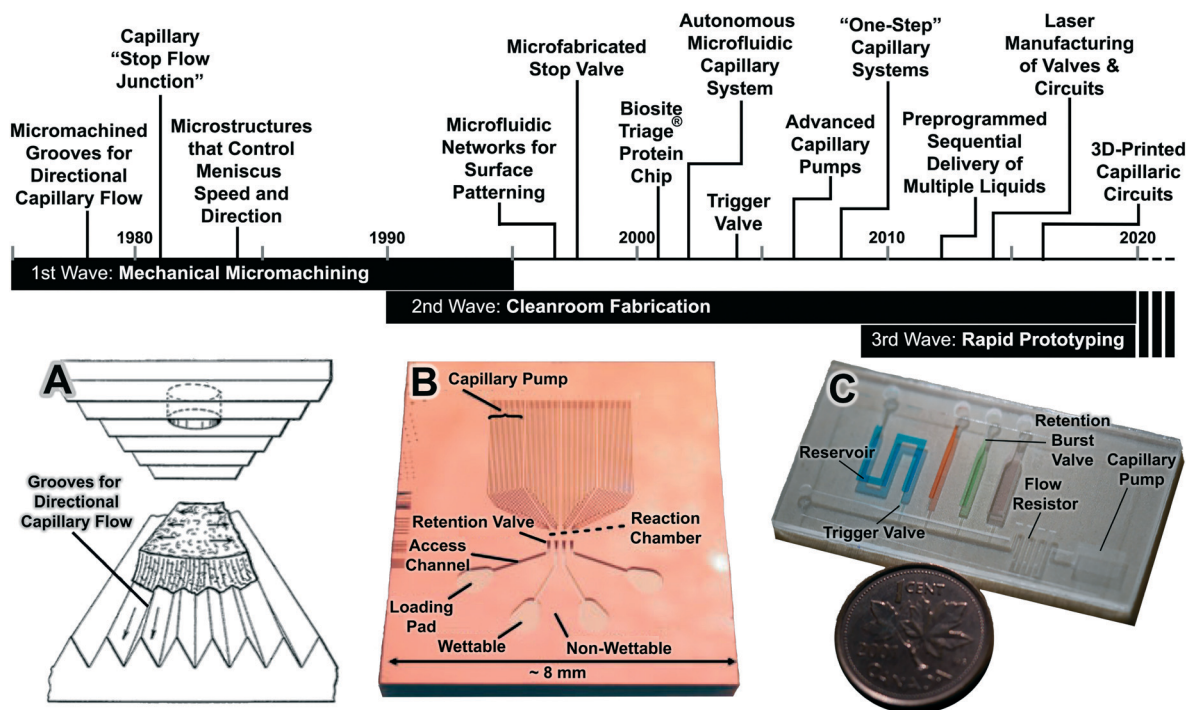 Capillary
“Stop Flow
Junction”
Micromachined
Grooves for
Directional
Capillary Flow
Microstructures
that Control
Meniscus
Speed and
Direction
Microfluidic
Networks for
Surface
Patterning
Microfabricated
Stop Valve
Biosite
Triage®
Protein
Chip
Autonomous
Microfluidic
Capillary
System
Trigger
Valve
Advanced
Capillary
Pumps
“One-Step”
Capillary
Systems
Preprogrammed
Sequential
Delivery of
Multiple Liquids
Laser
Manufacturing
of Valves &
Circuits
3D-Printed
Capillaric
Circuits
1980
1990
2000
2010
2020
1st Wave: Mechanical Micromachining
2nd Wave: Cleanroom Fabrication
3rd Wave: Rapid Prototyping
A
Grooves for
Directional
Capillary Flow
B
Capillary Pump
Retention Valve
Reaction
Chamber
Access
Channel
Loading
Pad
Wettable
Non-Wettable
~ 8 mm
C
Reservoir
Retention
Burst
Valve
Capillary
Pump
Flow
Resistor
Trigger Valve
1 CENT